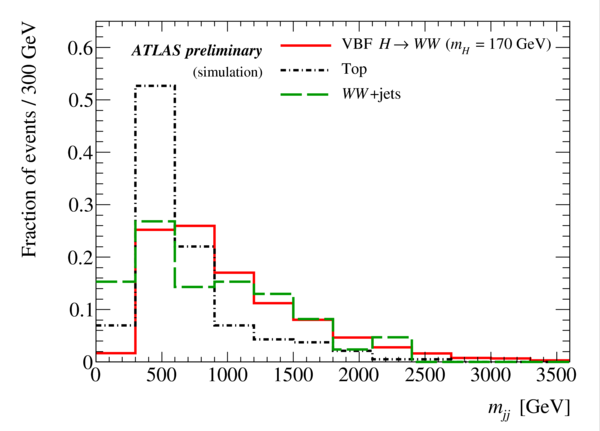 Fraction of events / 300 GeV
0.6
0.5
0.4
0.3
0.2
0.1
0
ATLAS preliminary
(simulation)
VBF H → WW (m_H = 170 GeV)
Top
WW+jets
0 500 1000 1500 2000 2500 3000 3500
m_jj [GeV]